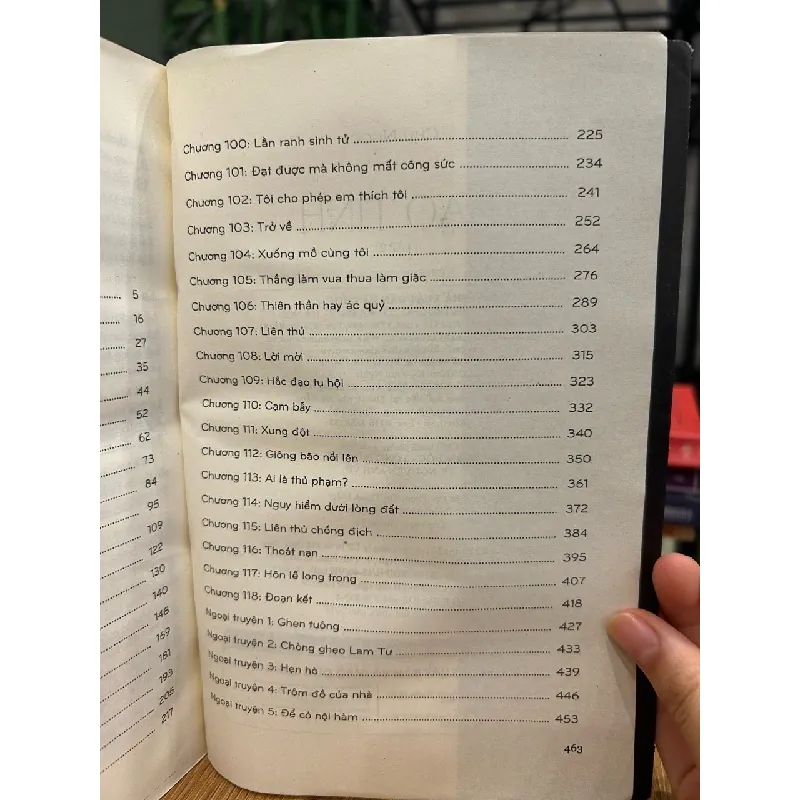 5
16
27
35
44
52
62
73
84
95
109
122
130
140
148
159
181
193
205
217
Chương 100: Lằn ranh sinh tử 225
Chương 101: Đạt được mà không mất công sức 234
Chương 102: Tôi cho phép em thích tôi 241
Chương 103: Trở về 252
Chương 104: Xuống mồ cùng tôi 264
Chương 105: Thắng làm vua thua làm giặc 276
Chương 106: Thiên thần hay ác quỷ 289
Chương 107: Liên thủ 303
Chương 108: Lời mời 315
Chương 109: Hắc đạo tụ hội 323
Chương 110: Cạm bẫy 332
Chương 111: Xung đột 340
Chương 112: Giông bão nổi lên 350
Chương 113: Ai là thủ phạm? 361
Chương 114: Nguy hiểm dưới lòng đất 372
Chương 115: Liên thủ chống địch 384
Chương 116: Thoát nạn 395
Chương 117: Hôn lễ long trọng 407
Chương 118: Đoạn kết 418
Ngoại truyện 1: Ghen tuông 427
Ngoại truyện 2: Chòng ghẹo Lam Tư 433
Ngoại truyện 3: Hẹn hò 439
Ngoại truyện 4: Trộm đồ của nhà 446
Ngoại truyện 5: Để cô nội hàm 453
463